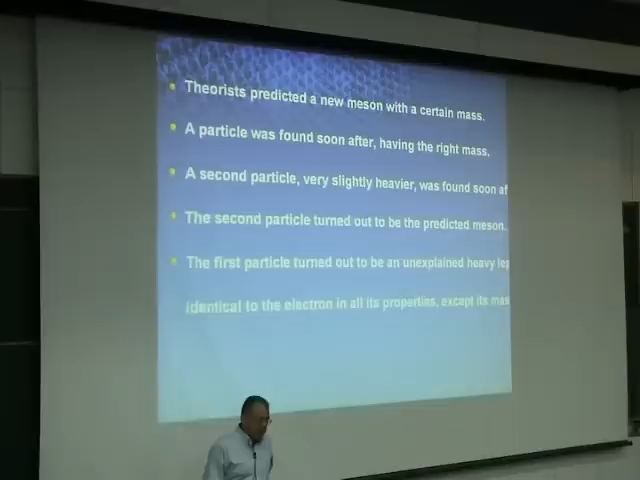 Theorists predicted a new meson with a certain mass.
A particle was found soon after, having the right mass.
A second particle, very slightly heavier, was found soon af
The second particle turned out to be the predicted meson.
The first particle turned out to be an unexplained heavy lep
identical to the electron in all its properties, except its mas